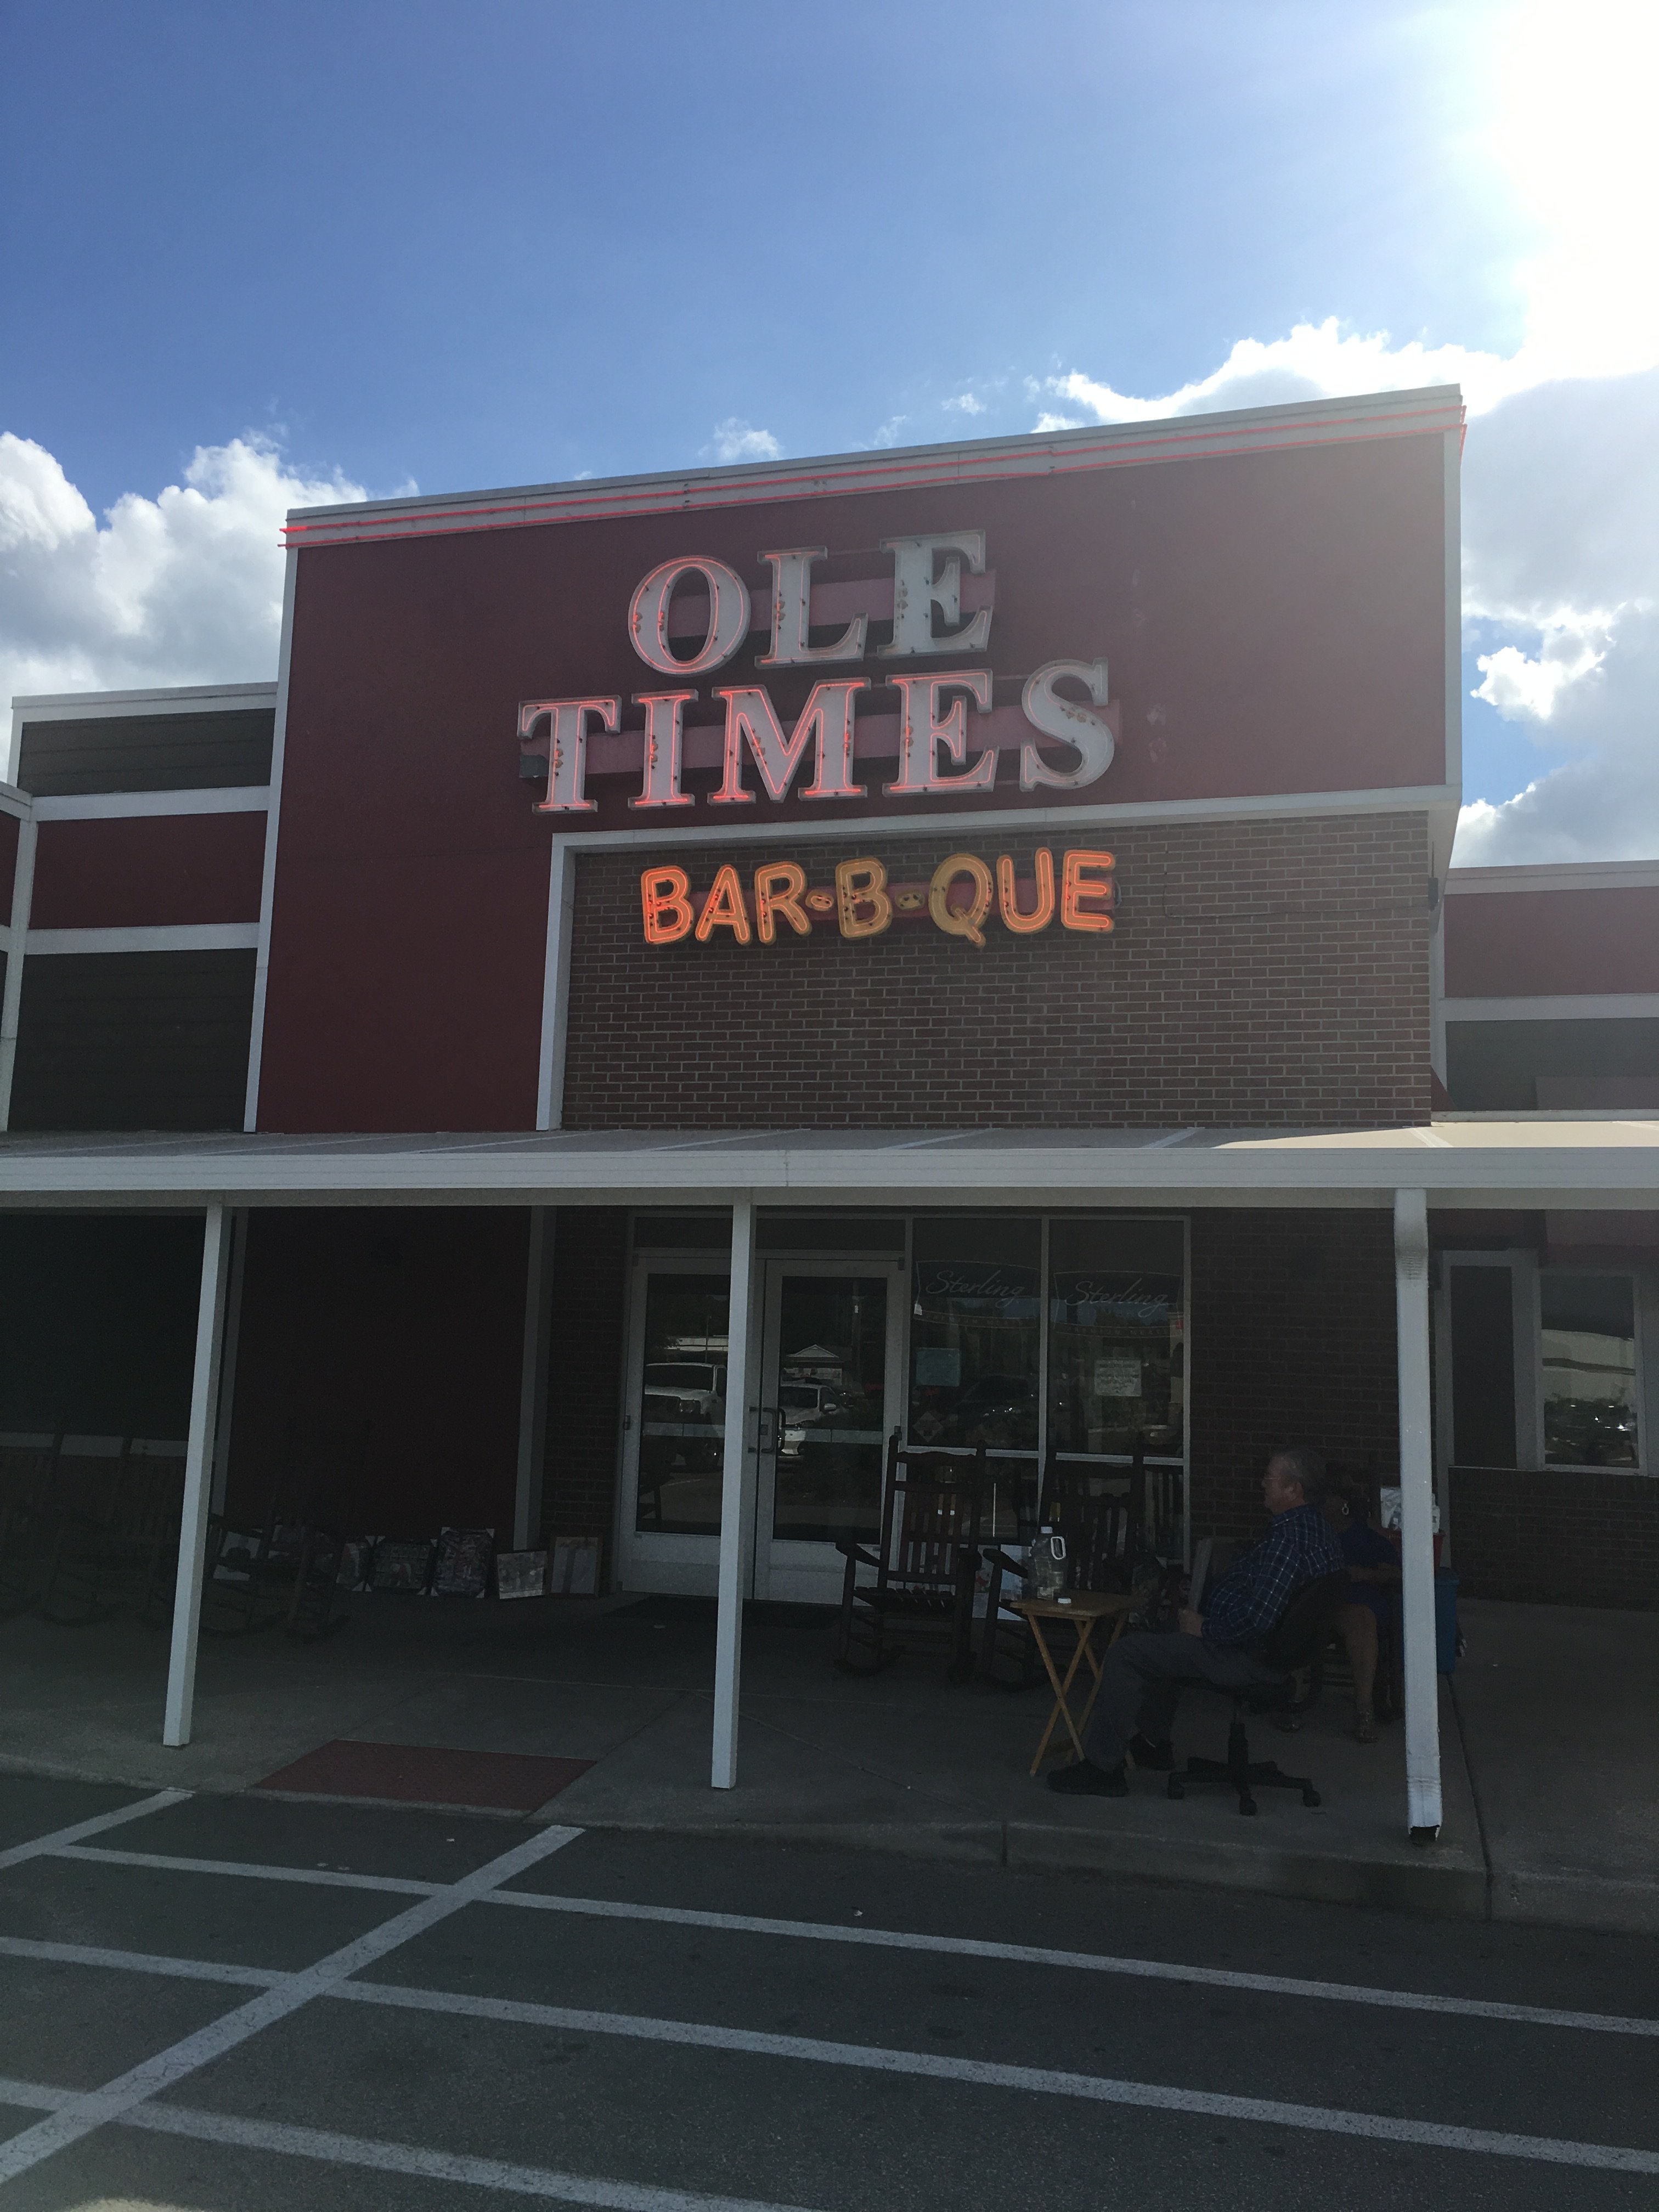 OLE
TIMES
BAR-B-QUE
Sterling
Sterling